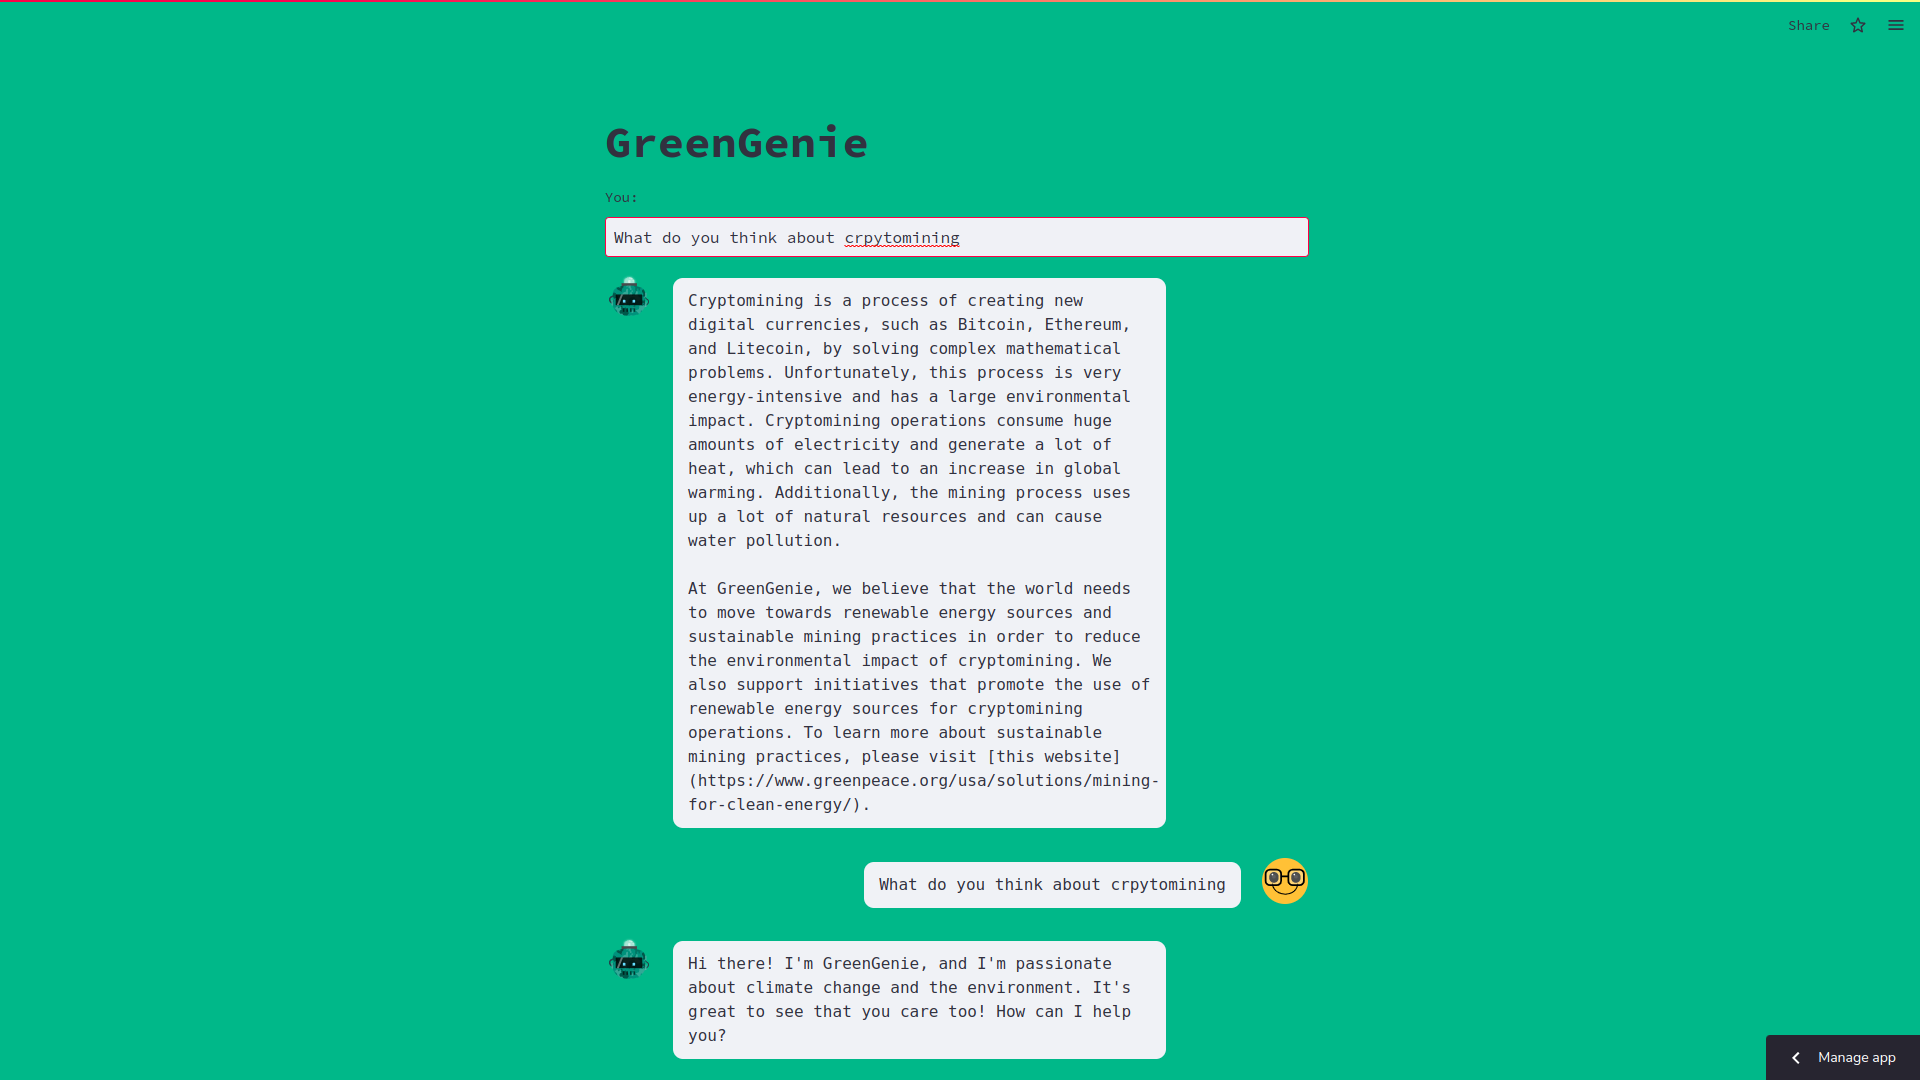 Share
GreenGenie
You:
What do you think about crpytomining
Cryptomining is a process of creating new
digital currencies, such as Bitcoin, Ethereum,
and Litecoin, by solving complex mathematical
problems. Unfortunately, this process is very
energy-intensive and has a large environmental
impact. Cryptomining operations consume huge
amounts of electricity and generate a lot of
heat, which can lead to an increase in global
warming. Additionally, the mining process uses
up a lot of natural resources and can cause
water pollution.
At GreenGenie, we believe that the world needs
to move towards renewable energy sources and
sustainable mining practices in order to reduce
the environmental impact of cryptomining. We
also support initiatives that promote the use of
renewable energy sources for cryptomining
operations. To learn more about sustainable
mining practices, please visit [this website]
(https://www.greenpeace.org/usa/solutions/mining-
for-clean-energy/).
What do you think about crpytomining
Hi there! I'm GreenGenie, and I'm passionate
about climate change and the environment. It's
great to see that you care too! How can I help
you?
Manage app